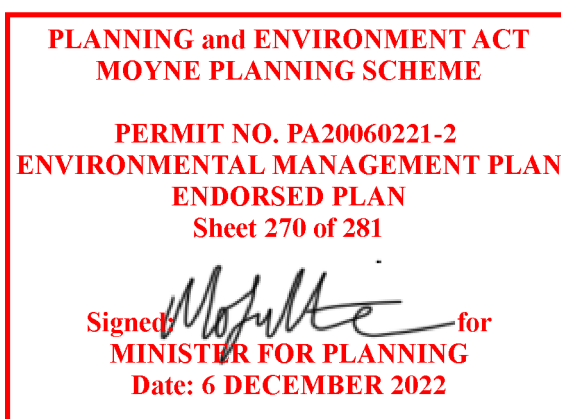 PLANNING and ENVIRONMENT ACT
MOYNE PLANNING SCHEME
PERMIT NO. PA20060221-2
ENVIRONMENTAL MANAGEMENT PLAN
ENDORSED PLAN
Sheet 270 of 281
Signed: for
MINISTER FOR PLANNING
Date: 6 DECEMBER 2022